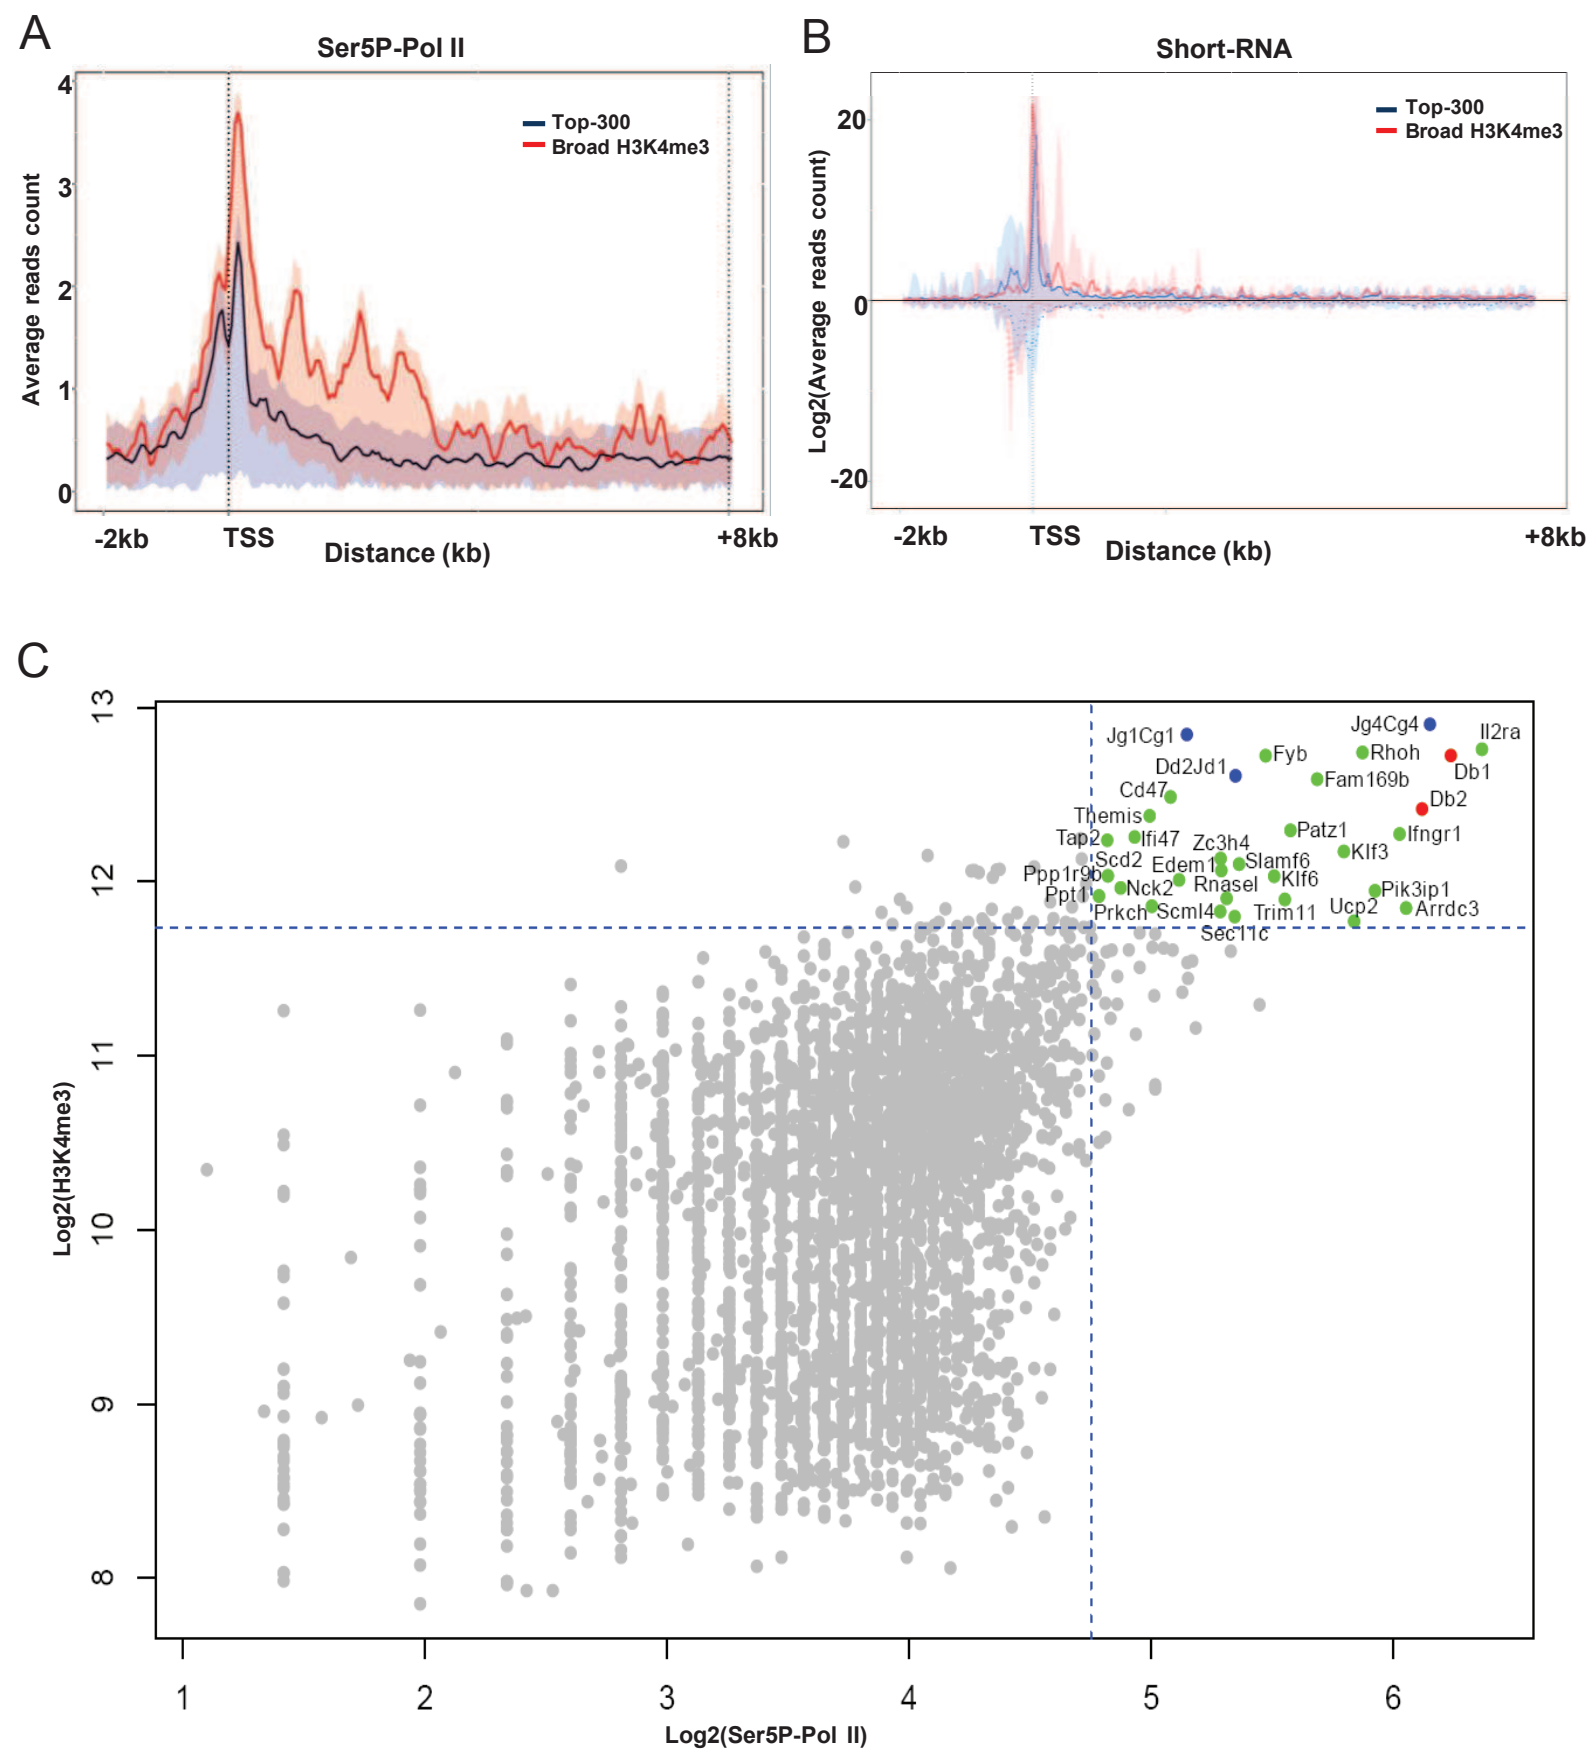 A
Ser5P-Pol II
4
3
2
1
0
Average reads count
Top-300
Broad H3K4me3
-2kb
TSS
Distance (kb)
+8kb
B
Short-RNA
20
0
-20
Log2(Average reads count)
Top-300
Broad H3K4me3
-2kb
TSS
Distance (kb)
+8kb
C
13
12
11
10
9
8
Log2(H3K4me3)
Jg1Cg1
Jg4Cg4
Il2ra
Fyb
Rhoh
Db1
Dd2Jd1
Fam169b
Cd47
Db2
Themis
Tap2
Ifi47
Zc3h4
Patz1
Ifngr1
Scd2
Edem1
Slamf6
Klf3
Ppp1r9b
Ppt1
Nck2
Rnasel
Klf6
Pik3ip1
Prkch
Scml4
Trim11
Ucp2
Arrdc3
Sec11c
1
2
3
4
5
6
Log2(Ser5P-Pol II)